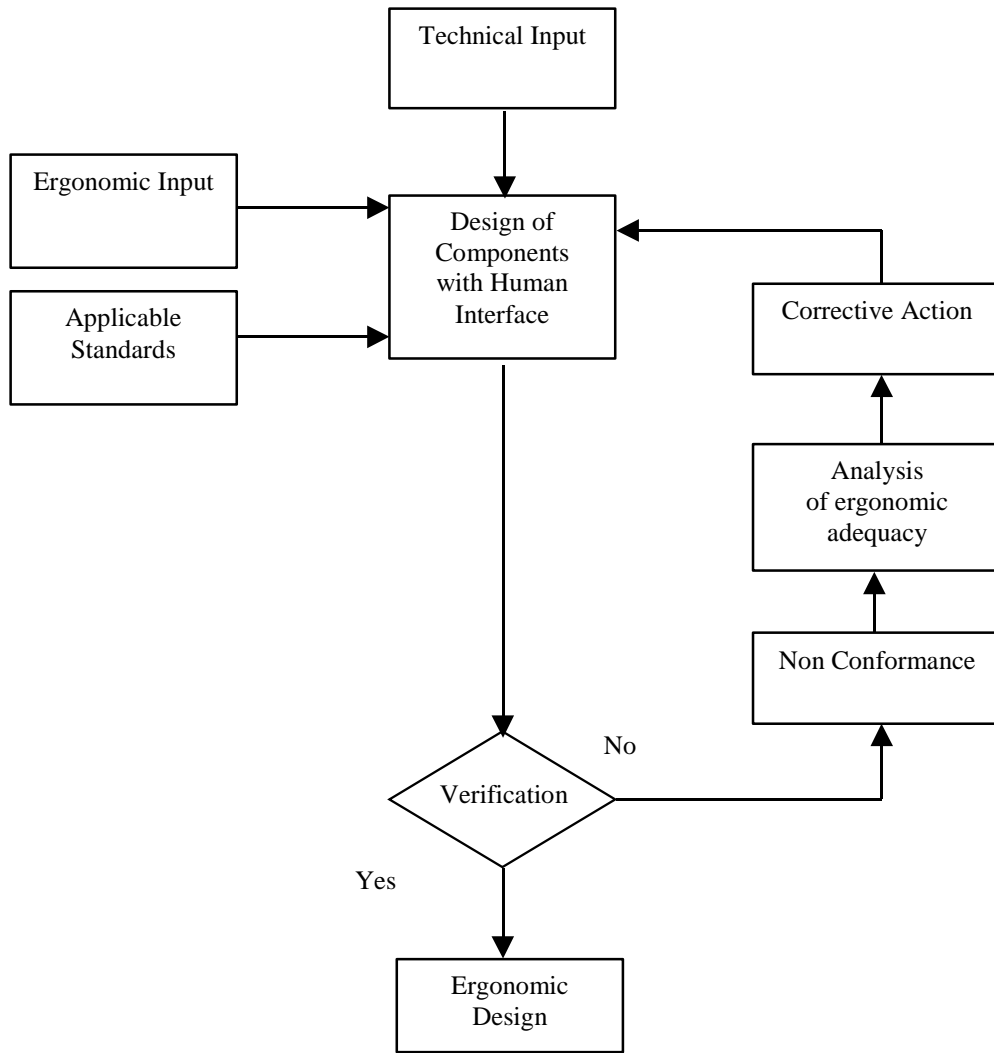 Technical Input
Ergonomic Input
Design of
Components
with Human
Interface
Applicable
Standards
Corrective Action
Analysis
of ergonomic
adequacy
Non Conformance
No
Verification
Yes
Ergonomic
Design